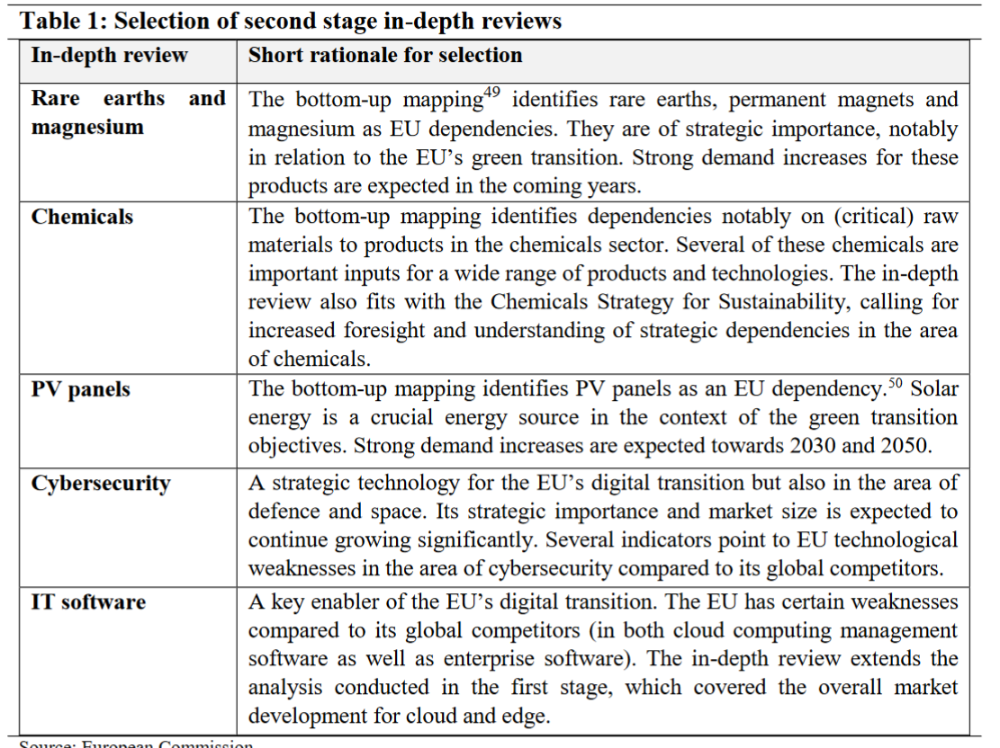 Table 1: Selection of second stage in-depth reviews
In-depth review
Short rationale for selection
Rare earths and
magnesium
The bottom-up mapping49 identifies rare earths, permanent magnets and
magnesium as EU dependencies. They are of strategic importance, notably
in relation to the EU’s green transition. Strong demand increases for these
products are expected in the coming years.
Chemicals
The bottom-up mapping identifies dependencies notably on (critical) raw
materials to products in the chemicals sector. Several of these chemicals are
important inputs for a wide range of products and technologies. The in-depth
review also fits with the Chemicals Strategy for Sustainability, calling for
increased foresight and understanding of strategic dependencies in the area
of chemicals.
PV panels
The bottom-up mapping identifies PV panels as an EU dependency.50 Solar
energy is a crucial energy source in the context of the green transition
objectives. Strong demand increases are expected towards 2030 and 2050.
Cybersecurity
A strategic technology for the EU’s digital transition but also in the area of
defence and space. Its strategic importance and market size is expected to
continue growing significantly. Several indicators point to EU technological
weaknesses in the area of cybersecurity compared to its global competitors.
IT software
A key enabler of the EU’s digital transition. The EU has certain weaknesses
compared to its global competitors (in both cloud computing management
software as well as enterprise software). The in-depth review extends the
analysis conducted in the first stage, which covered the overall market
development for cloud and edge.
Source: European Commission